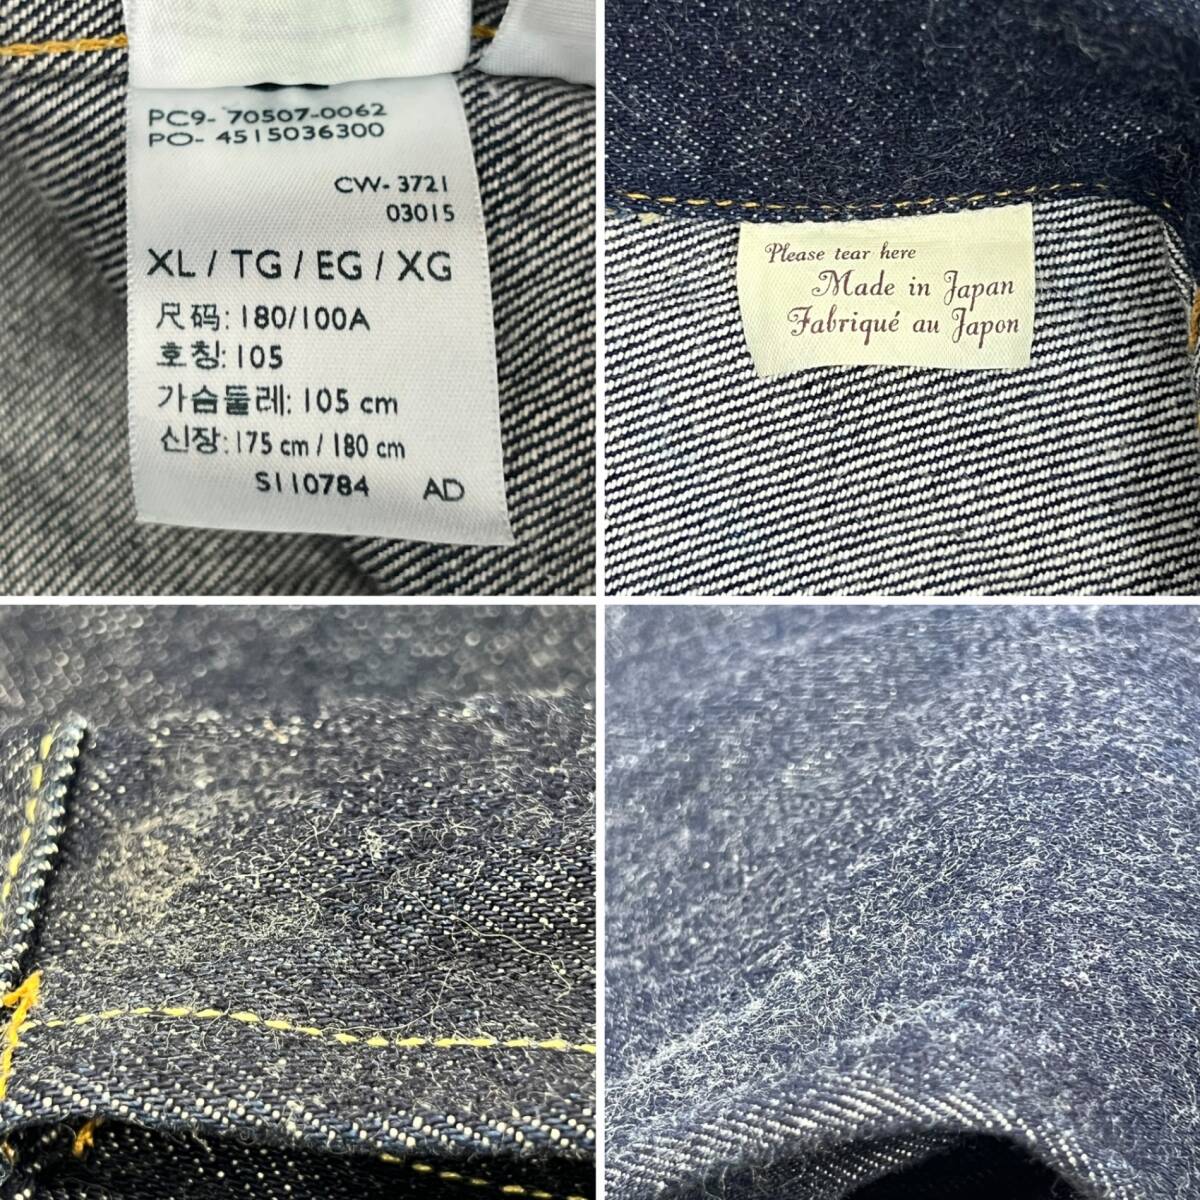 PC9- 70507-0062
PO- 4515036300
CW- 3721
03015
XL / TG / EG / XG
尺码: 180/100A
호칭: 105
가슴둘레: 105 cm
신장: 175 cm / 180 cm
S110784 AD
Please tear here
Made in Japan
Fabriqué au Japon